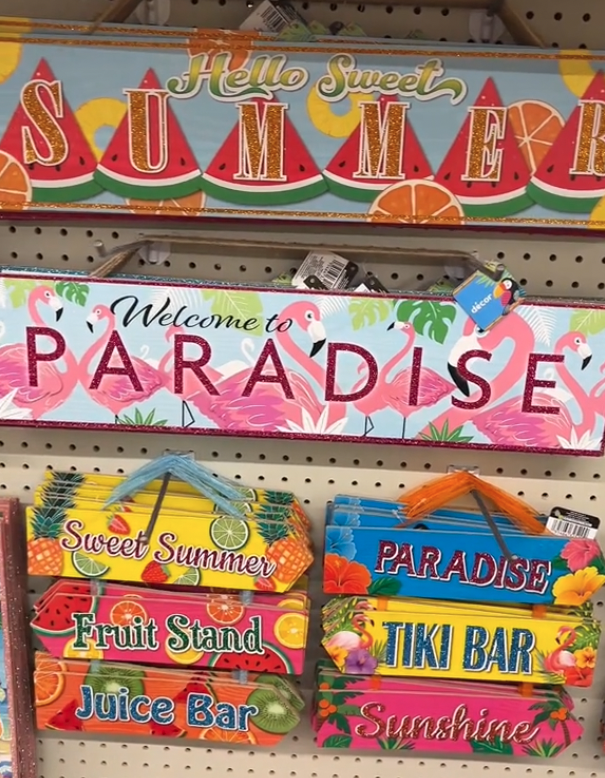 Hello Sweet
SUMMER
Welcome to
PARADISE
décor
Sweet Summer
Fruit Stand
Juice Bar
PARADISE
TIKI BAR
Sunshine